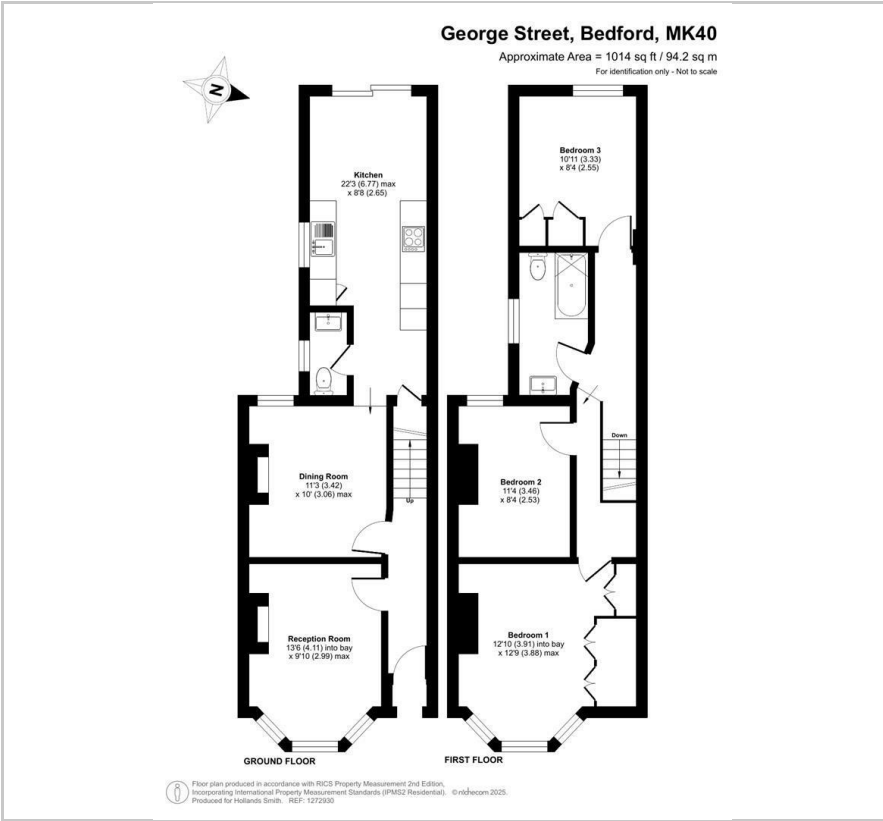 George Street, Bedford, MK40
Approximate Area = 1014 sq ft / 94.2 sq m
For identification only - Not to scale
N
Kitchen
22'3 (6.77) max
x 8'8 (2.65)
Bedroom 3
10'11 (3.33)
x 8'4 (2.55)
Dining Room
11'3 (3.42)
x 10' (3.06) max
Up
Bedroom 2
11'4 (3.46)
x 8'4 (2.53)
Down
Reception Room
13'6 (4.11) into bay
x 9'10 (2.99) max
Bedroom 1
12'10 (3.91) into bay
x 12'9 (3.88) max
GROUND FLOOR
FIRST FLOOR
Floor plan produced in accordance with RICS Property Measurement 2nd Edition,
Incorporating International Property Measurement Standards (IPMS2 Residential). ©nichecom 2025.
Produced for Hollands Smith. REF: 1272930